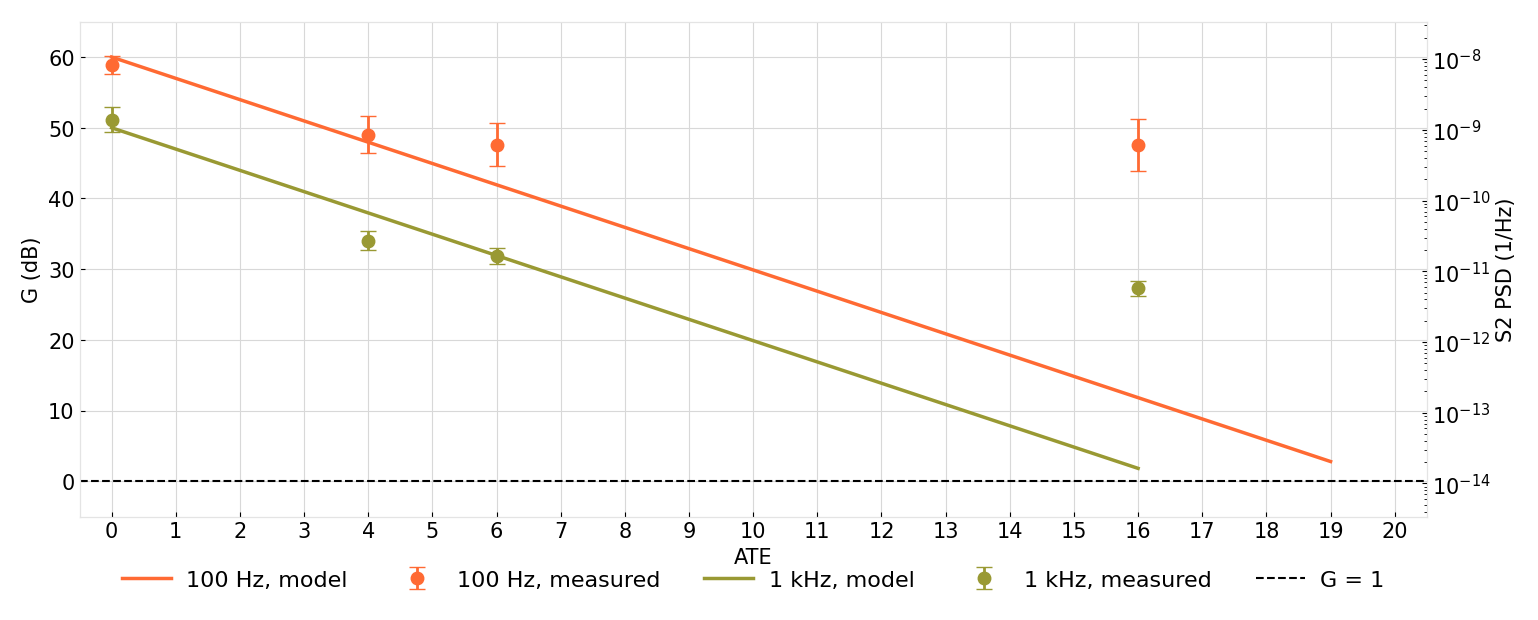 G (dB)
60
50
40
30
20
10
0
10⁻⁸
10⁻⁹
10⁻¹⁰
10⁻¹¹
10⁻¹²
10⁻¹³
10⁻¹⁴
S2 PSD (1/Hz)
0 1 2 3 4 5 6 7 8 9 10 11 12 13 14 15 16 17 18 19 20
ATE
100 Hz, model 100 Hz, measured 1 kHz, model 1 kHz, measured G = 1